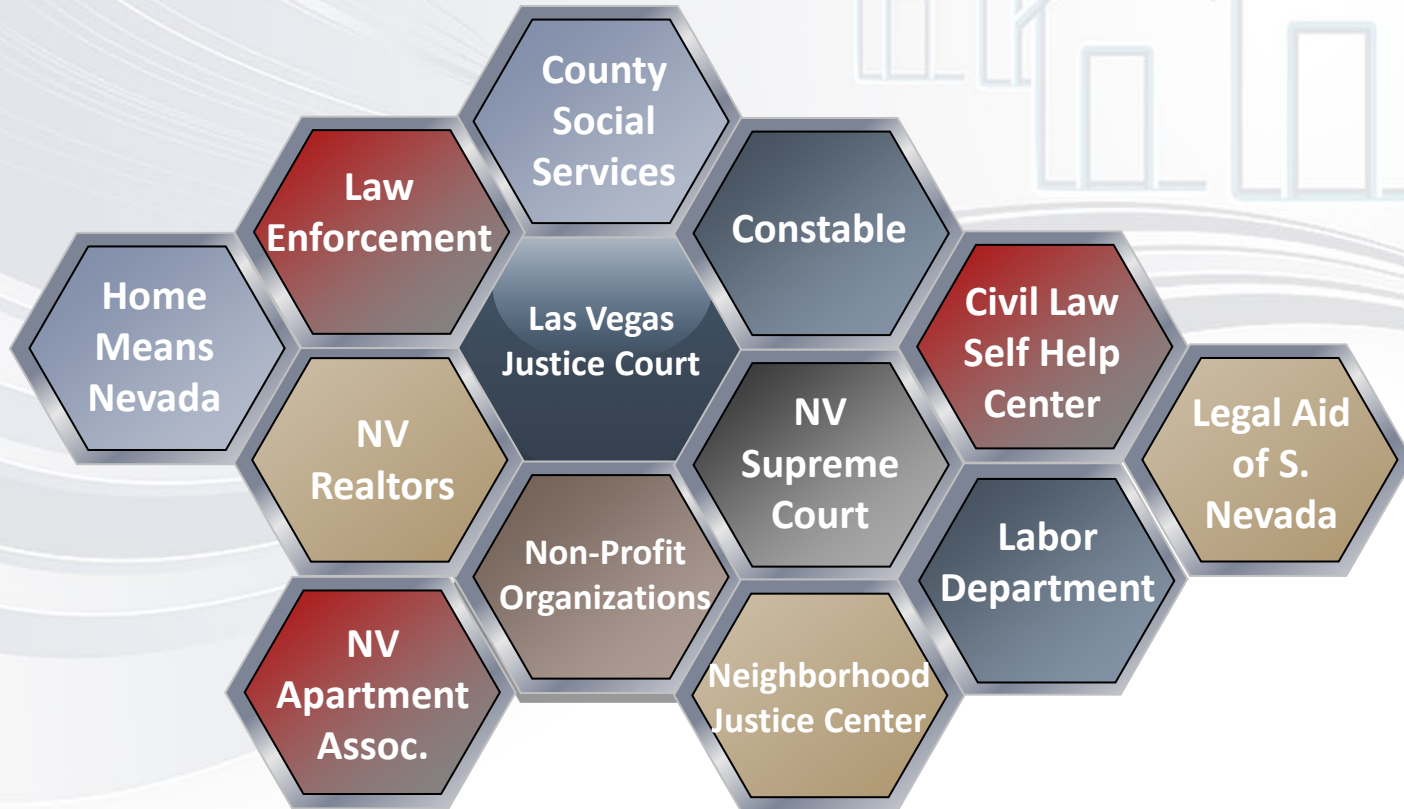 County
Social
Services
Law
Enforcement
Constable
Home
Means
Nevada
Las Vegas
Justice Court
Civil Law
Self Help
Center
NV
Realtors
NV
Supreme
Court
Legal Aid
of S.
Nevada
Non-Profit
Organizations
Labor
Department
NV
Apartment
Assoc.
Neighborhood
Justice Center